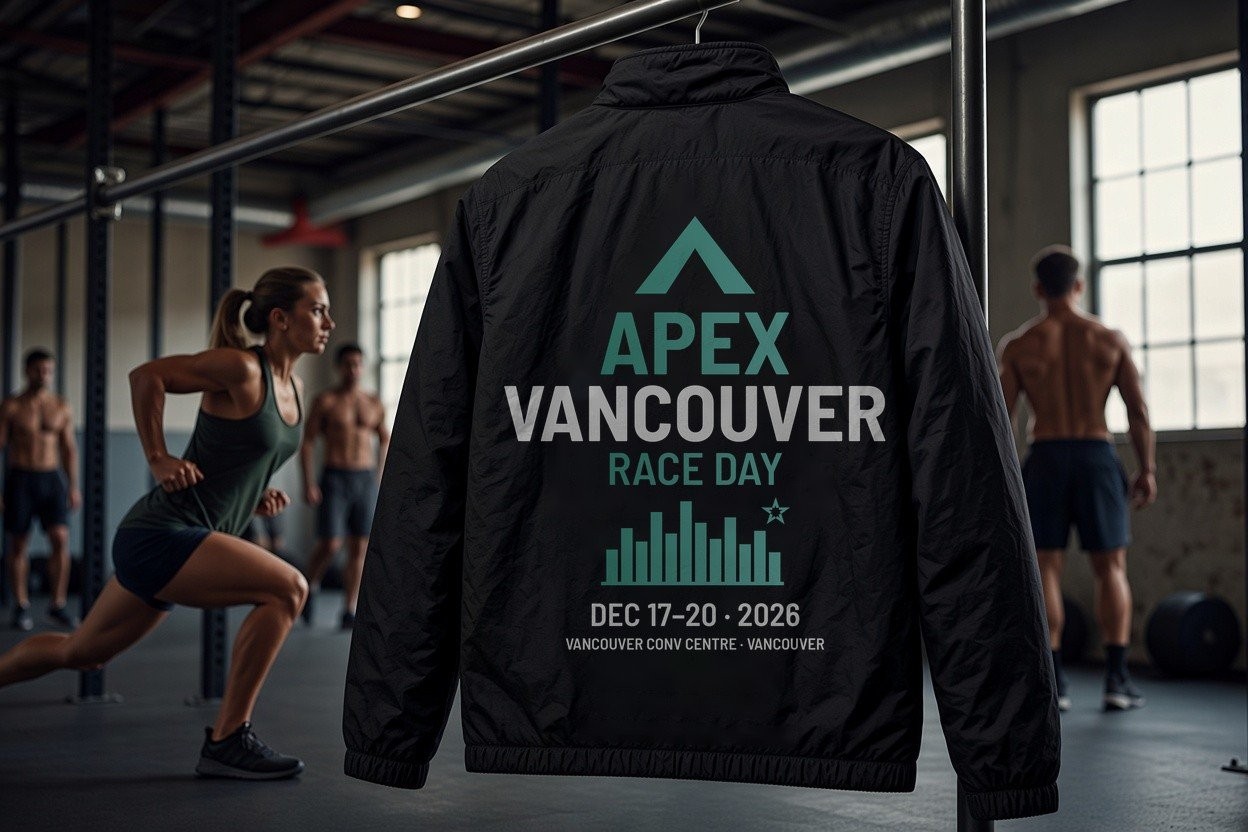 APEX
VANCOUVER
RACE DAY
DEC 17–20 · 2026
VANCOUVER CONV CENTRE · VANCOUVER